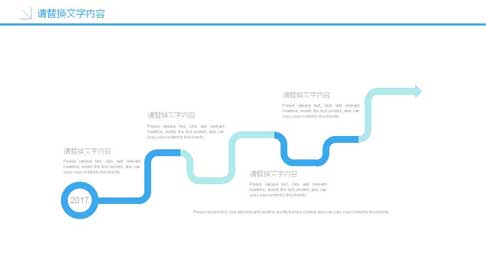 请替换文字内容
请替换文字内容
Please replace text, click add relevant
headline, modify the text content, also can
copy your content to this directly.
请替换文字内容
Please replace text, click add relevant
headline, modify the text content, also can
copy your content to this directly.
请替换文字内容
Please replace text, click add relevant
headline, modify the text content, also can
copy your content to this directly.
请替换文字内容
Please replace text, click add relevant
headline, modify the text content, also can
copy your content to this directly.
2017
Please replace text, click add relevant headline, modify the text content, also can copy your content to this directly.